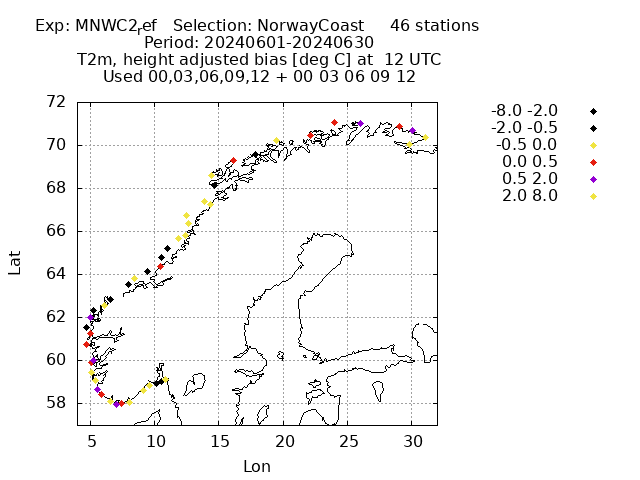 Exp: MNWC2ref Selection: NorwayCoast 46 stations
Period: 20240601-20240630
T2m, height adjusted bias [deg C] at 12 UTC
Used 00,03,06,09,12 + 00 03 06 09 12
72
70
68
66
64
62
60
58
5 10 15 20 25 30
Lat
Lon
-8.0 -2.0
-2.0 -0.5
-0.5 0.0
0.0 0.5
0.5 2.0
2.0 8.0